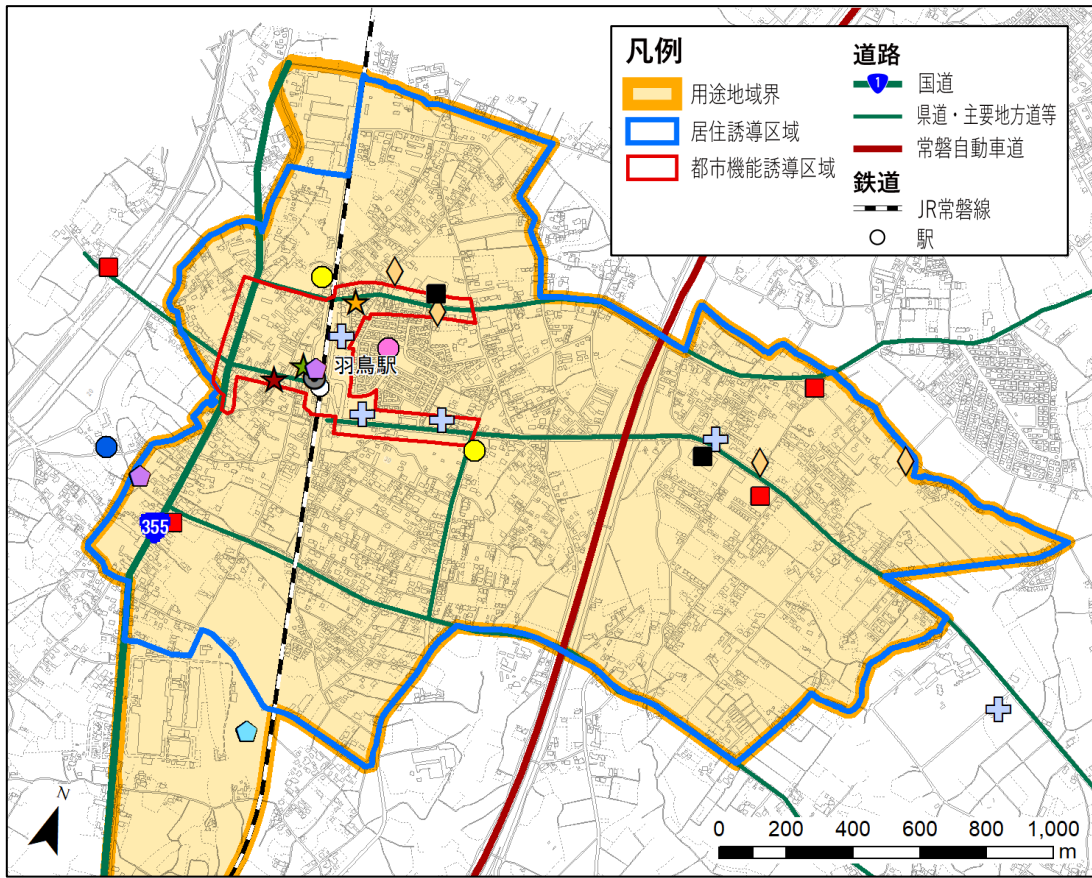 凡例
用途地域界
居住誘導区域
都市機能誘導区域
道路
1
国道
県道・主要地方道等
常磐自動車道
鉄道
JR常磐線
駅
羽鳥駅
355
N
0 200 400 600 800 1,000
m